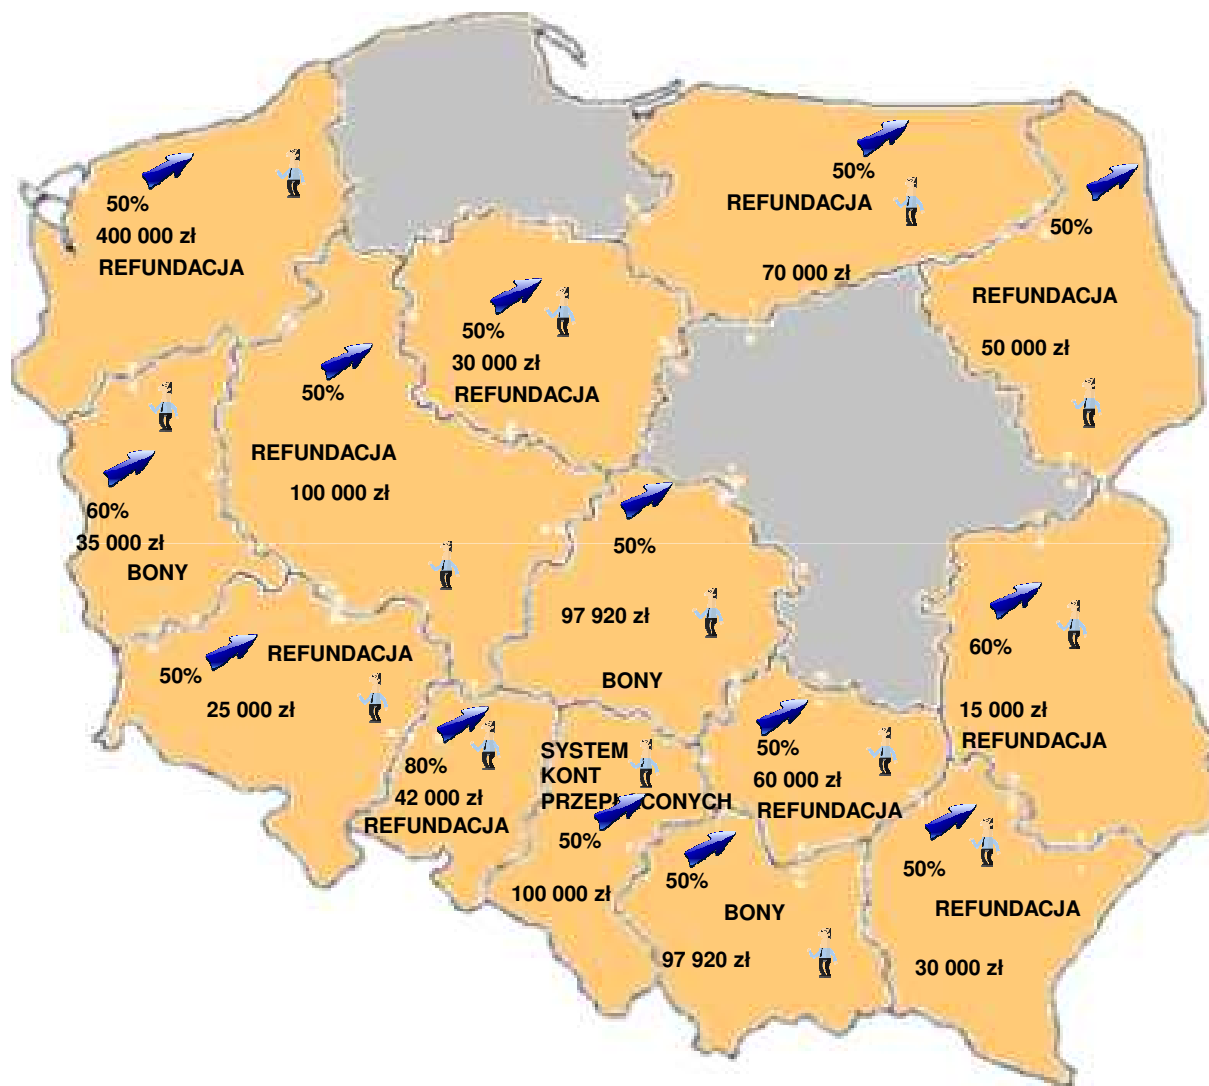 50%
400 000 zł
REFUNDACJA
50%
REFUNDACJA
70 000 zł
50%
REFUNDACJA
50 000 zł
50%
30 000 zł
REFUNDACJA
50%
REFUNDACJA
100 000 zł
60%
35 000 zł
BONY
50%
97 920 zł
BONY
60%
15 000 zł
REFUNDACJA
REFUNDACJA
50%
25 000 zł
80%
42 000 zł
REFUNDACJA
SYSTEM
KONT
50%
100 000 zł
50%
60 000 zł
REFUNDACJA
50%
BONY
97 920 zł
50%
REFUNDACJA
30 000 zł